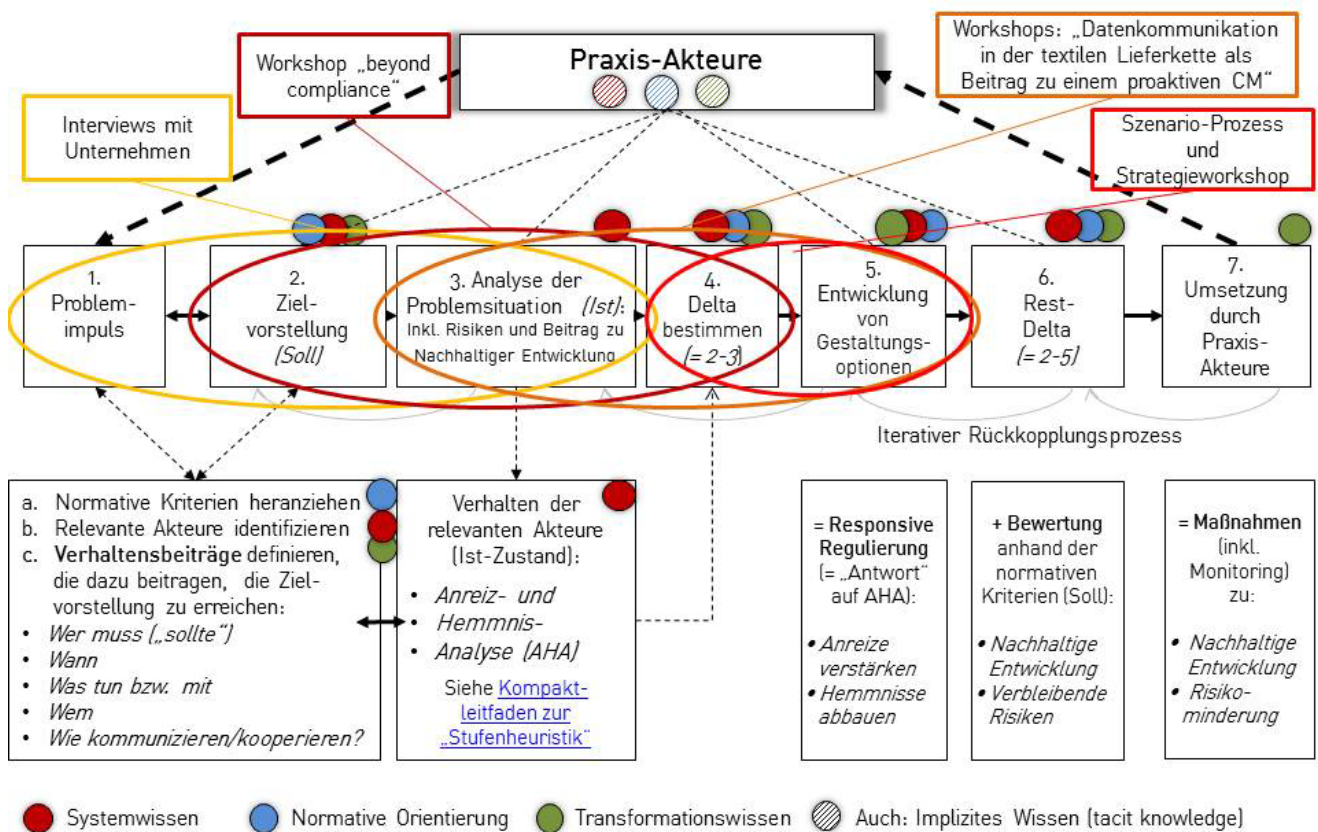 Praxis-Akteure
Workshop „beyond
compliance“
Interviews mit
Unternehmen
Workshops: „Datenkommunikation
in der textilen Lieferkette als
Beitrag zu einem proaktiven CM“
Szenario-Prozess
und
Strategieworkshop
1.
Problem-
impuls
2.
Ziel-
vorstellung
(Soll)
3. Analyse der
Problemsituation (Ist):
Inkl. Risiken und Beitrag zu
Nachhaltiger Entwicklung
4.
Delta
bestimmen
(= 2-3)
5.
Entwicklung
von
Gestaltungs-
optionen
6.
Rest-
Delta
(= 2-5)
7.
Umsetzung
durch
Praxis-
Akteure
Iterativer Rückkopplungsprozess
a. Normative Kriterien heranziehen
b. Relevante Akteure identifizieren
c. Verhaltensbeiträge definieren,
die dazu beitragen, die Ziel-
vorstellung zu erreichen:
• Wer muss („sollte“)
• Wann
• Was tun bzw. mit
• Wem
• Wie kommunizieren/kooperieren?
Verhalten der
relevanten Akteure
(Ist-Zustand):
• Anreiz- und
• Hemmnis-
• Analyse (AHA)
Siehe Kompakt-
leitfaden zur
„Stufenheuristik“
= Responsive
Regulierung
(= „Antwort“
auf AHA):
• Anreize
verstärken
• Hemmnisse
abbauen
+ Bewertung
anhand der
normativen
Kriterien (Soll):
• Nachhaltige
Entwicklung
• Verbleibende
Risiken
= Maßnahmen
(inkl.
Monitoring)
zu:
• Nachhaltige
Entwicklung
• Risiko-
minderung
Systemwissen
Normative Orientierung
Transformationswissen
Auch: Implizites Wissen (tacit knowledge)